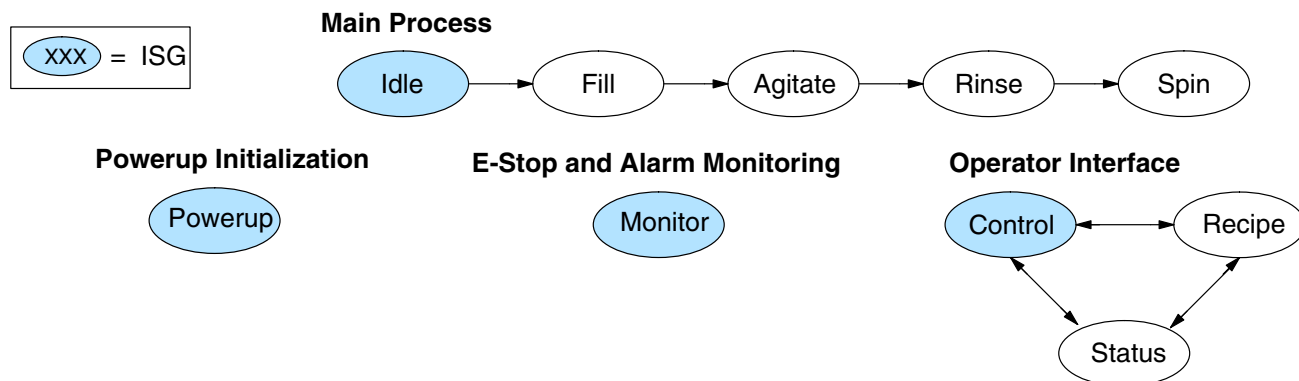 Main Process
xxx = ISG
Idle Fill Agitate Rinse Spin
Powerup Initialization E-Stop and Alarm Monitoring Operator Interface
Powerup Monitor Control Recipe
Status